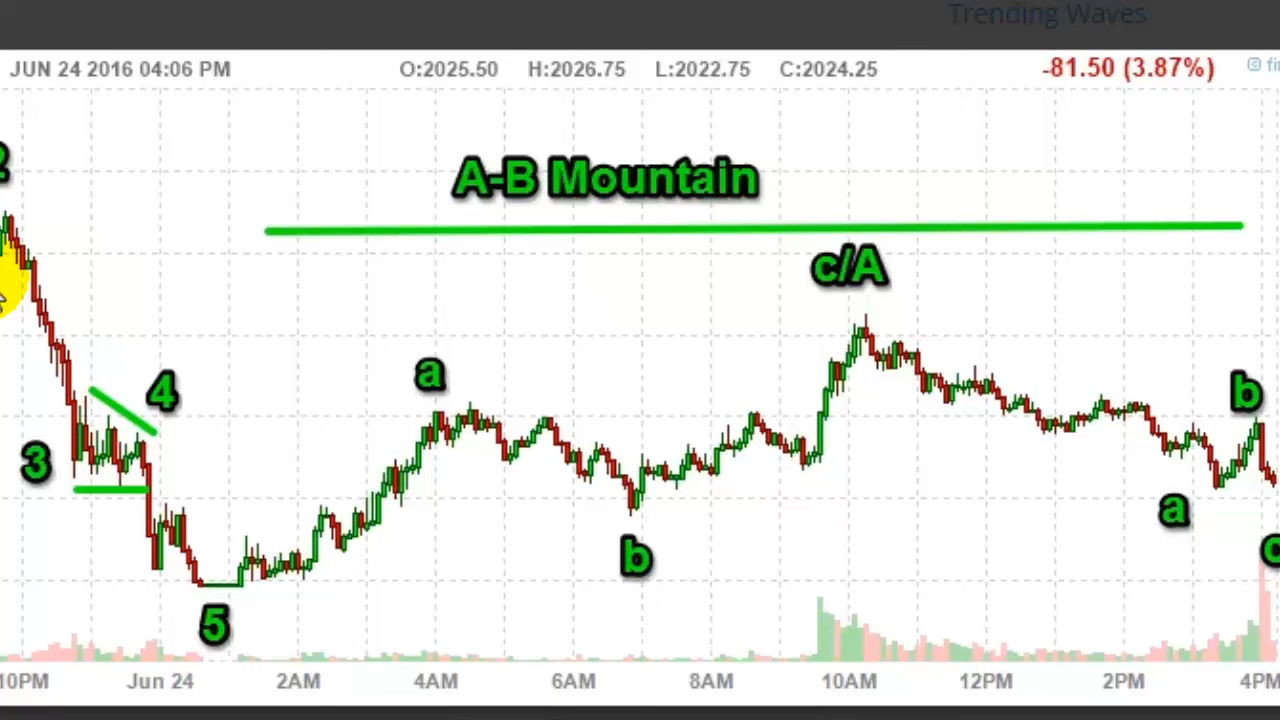 Trending Waves
JUN 24 2016 04:06 PM O:2025.50 H:2026.75 L:2022.75 C:2024.25 -81.50 (3.87%)
A-B Mountain
c/A
a
4
b
3
a
b
c
5
10PM Jun 24 2AM 4AM 6AM 8AM 10AM 12PM 2PM 4PM